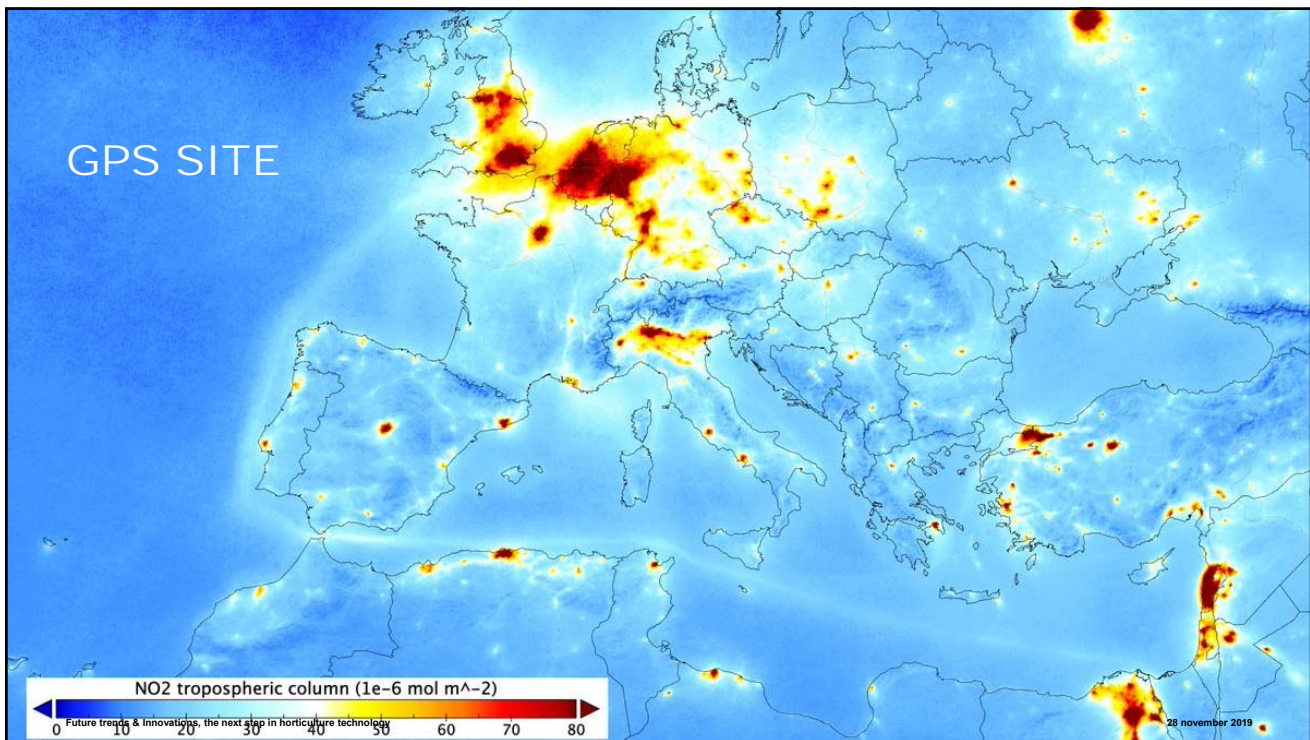 GPS SITE
NO2 tropospheric column (1e-6 mol m^-2)
0 10 20 30 40 50 60 70 80
Future trends & Innovations, the next step in horticulture technology
28 november 2019